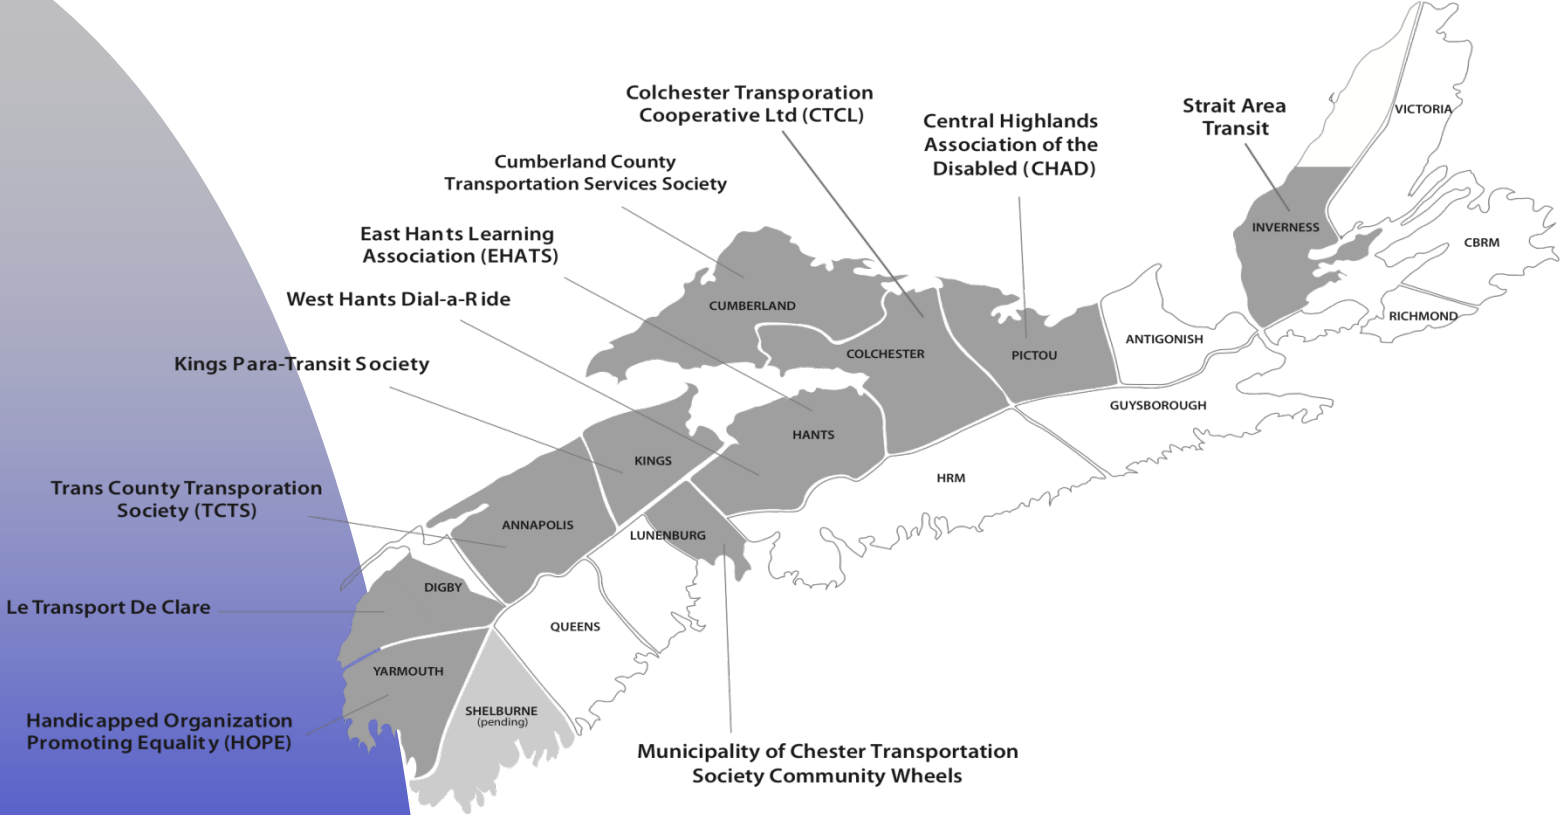 Colchester Transporation
Cooperative Ltd (CTCL)
Central Highlands
Association of the
Disabled (CHAD)
Strait Area
Transit
Cumberland County
Transportation Services Society
East Hants Learning
Association (EHATS)
West Hants Dial-a-Ride
Kings Para-Transit Society
Trans County Transporation
Society (TCTS)
Le Transport De Clare
Handicapped Organization
Promoting Equality (HOPE)
Municipality of Chester Transportation
Society Community Wheels
VICTORIA
INVERNESS
CBRM
RICHMOND
CUMBERLAND
COLCHESTER
PICTOU
ANTIGONISH
GUYSBOROUGH
HANTS
KINGS
HRM
ANNAPOLIS
LUNENBURG
DIGBY
QUEENS
YARMOUTH
SHELBURNE
(pending)